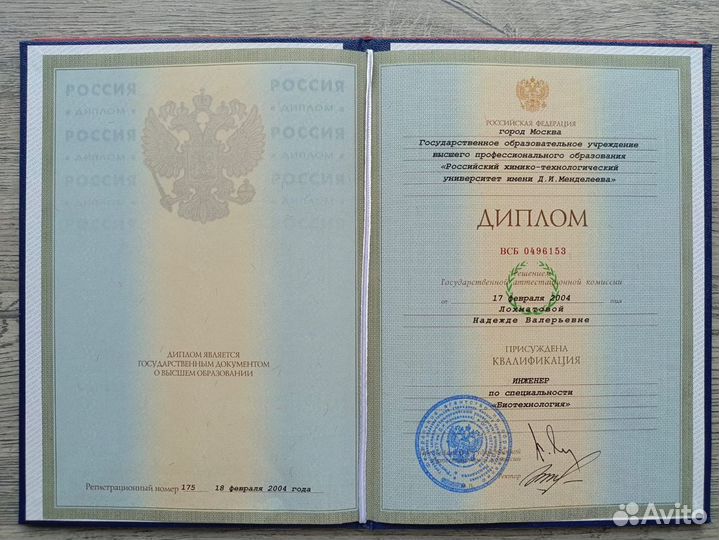 РОССИЯ
РОССИЯ
ДИПЛОМ
ДИПЛОМ
РОССИЯ
ДИПЛОМ
РОССИЯ
ДИПЛОМ ЯВЛЯЕТСЯ
ГОСУДАРСТВЕННЫМ ДОКУМЕНТОМ
О ВЫСШЕМ ОБРАЗОВАНИИ
Регистрационный номер 175 18 февраля 2004 года
РОССИЙСКАЯ ФЕДЕРАЦИЯ
город Москва
Государственное образовательное учреждение
высшего профессионального образования
«Российский химико-технологический
университет имени Д.И.Менделеева»
ДИПЛОМ
ВСБ 0496153
Решением
Государственной аттестационной комиссии
от 17 февраля 2004 года
Лохматовой
Надежде Валерьевне
ПРИСУЖДЕНА
КВАЛИФИКАЦИЯ
ИНЖЕНЕР
по специальности
«Биотехнология»
Ректор
Avito